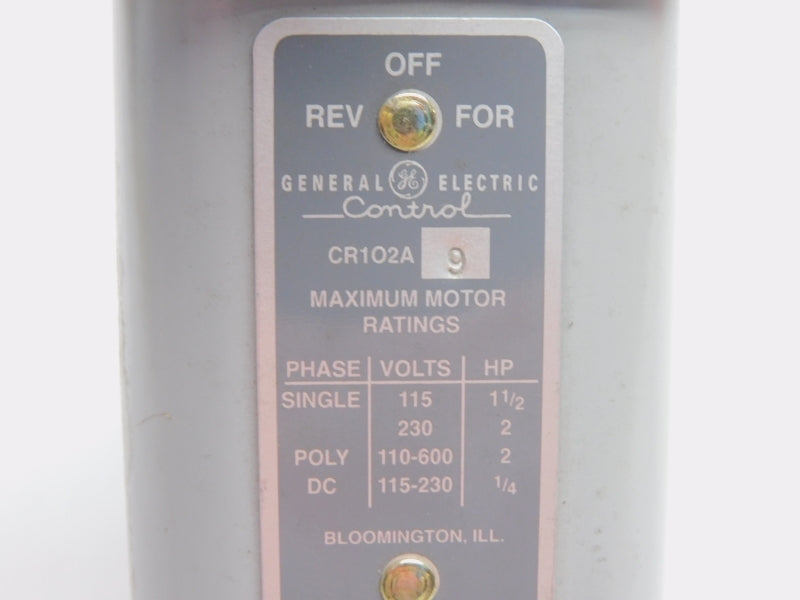 OFF
REV FOR
GENERAL GE ELECTRIC
Control
CR102A 9
MAXIMUM MOTOR
RATINGS
PHASE VOLTS HP
SINGLE 115 1 1/2
230 2
POLY 110-600 2
DC 115-230 1/4
BLOOMINGTON, ILL.